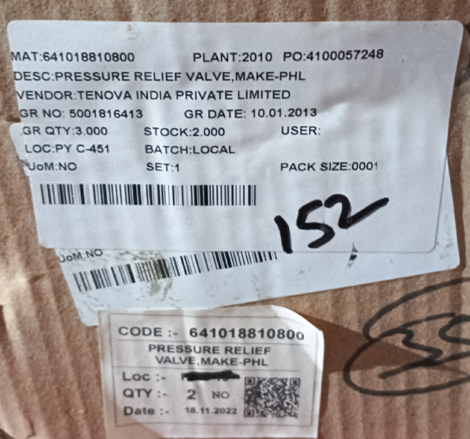 MAT:641018810800 PLANT:2010 PO:4100057248
DESC:PRESSURE RELIEF VALVE,MAKE-PHL
VENDOR:TENOVA INDIA PRIVATE LIMITED
GR NO: 5001816413 GR DATE: 10.01.2013
GR QTY:3.000 STOCK:2.000 USER:
LOC:PY C-451 BATCH:LOCAL
UoM:NO SET:1 PACK SIZE:0001
152
UoM:NO
CODE :- 641018810800
PRESSURE RELIEF
VALVE,MAKE-PHL
Loc :-
QTY :- 2 NO
Date :- 18.11.2022